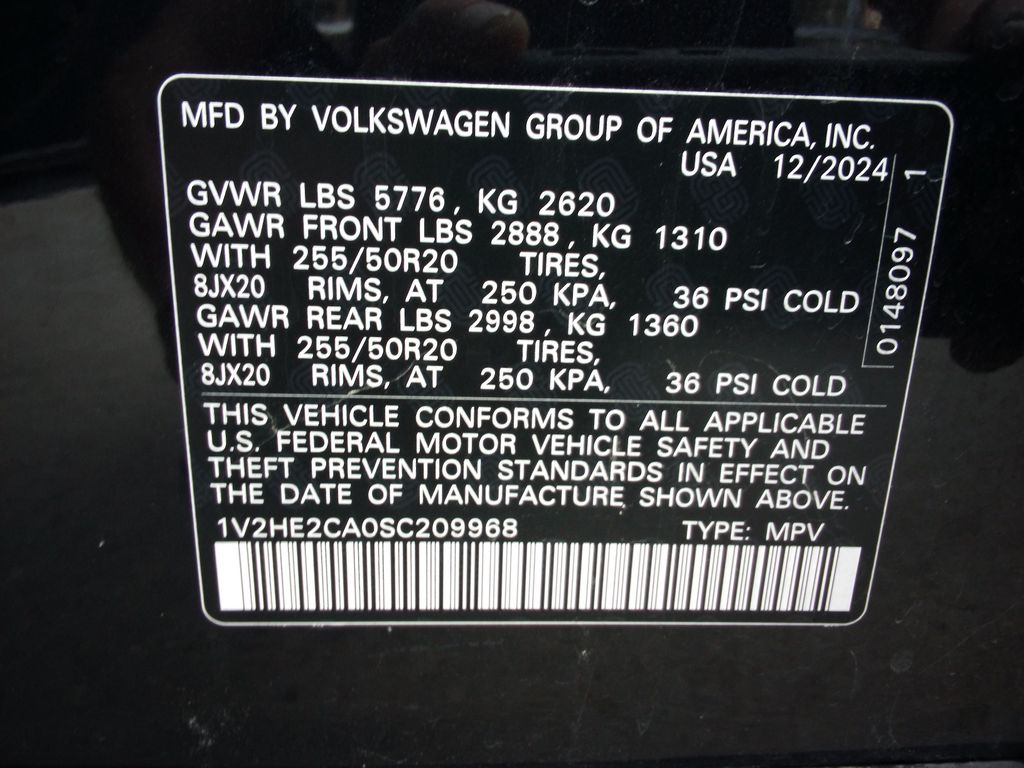 MFD BY VOLKSWAGEN GROUP OF AMERICA, INC.
USA 12/2024
GVWR LBS 5776, KG 2620
GAWR FRONT LBS 2888, KG 1310
WITH 255/50R20 TIRES,
8JX20 RIMS, AT 250 KPA, 36 PSI COLD
GAWR REAR LBS 2998, KG 1360
WITH 255/50R20 TIRES,
8JX20 RIMS, AT 250 KPA, 36 PSI COLD
0148097 1
THIS VEHICLE CONFORMS TO ALL APPLICABLE
U.S. FEDERAL MOTOR VEHICLE SAFETY AND
THEFT PREVENTION STANDARDS IN EFFECT ON
THE DATE OF MANUFACTURE SHOWN ABOVE.
1V2HE2CA0SC209968 TYPE: MPV